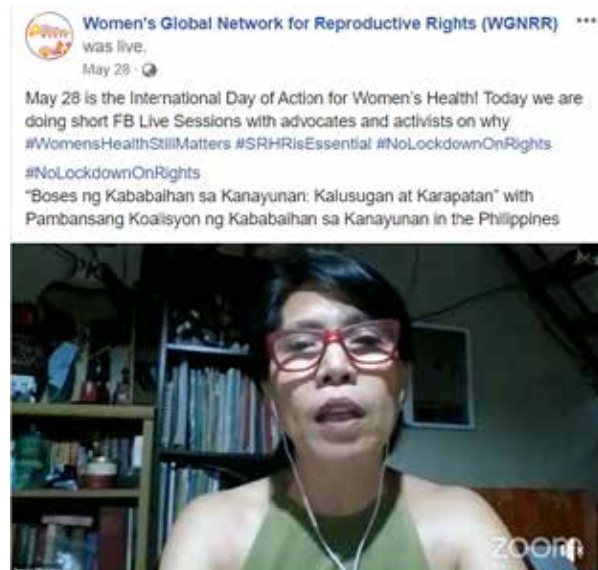 Women's Global Network for Reproductive Rights (WGNRR)
was live.
May 28
May 28 is the International Day of Action for Women's Health! Today we are
doing short FB Live Sessions with advocates and activists on why
#WomensHealthStillMatters #SRHRisEssential #NoLockdownOnRights
#NoLockdownOnRights
"Boses ng Kababaihan sa Kanayunan: Kalusugan at Karapatan" with
Pambansang Koalisyon ng Kababaihan sa Kanayunan in the Philippines
zoom